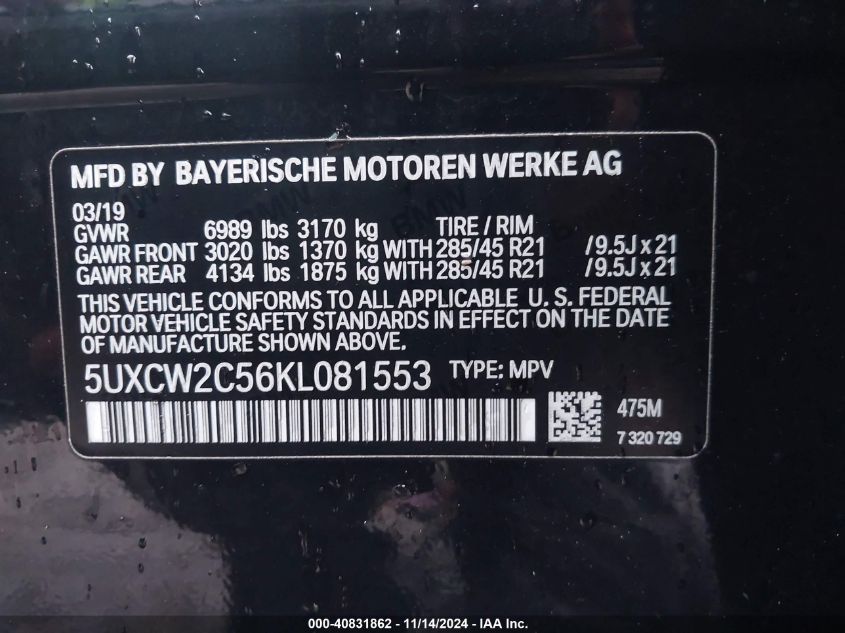 MFD BY BAYERISCHE MOTOREN WERKE AG
03/19
GVWR 6989 lbs 3170 kg TIRE / RIM
GAWR FRONT 3020 lbs 1370 kg WITH 285/45 R21 /9.5J x 21
GAWR REAR 4134 lbs 1875 kg WITH 285/45 R21 /9.5J x 21
THIS VEHICLE CONFORMS TO ALL APPLICABLE U. S. FEDERAL
MOTOR VEHICLE SAFETY STANDARDS IN EFFECT ON THE DATE
OF MANUFACTURE SHOWN ABOVE.
5UXCW2C56KL081553 TYPE: MPV
475M
7 320 729
000-40831862 - 11/14/2024 - IAA Inc.